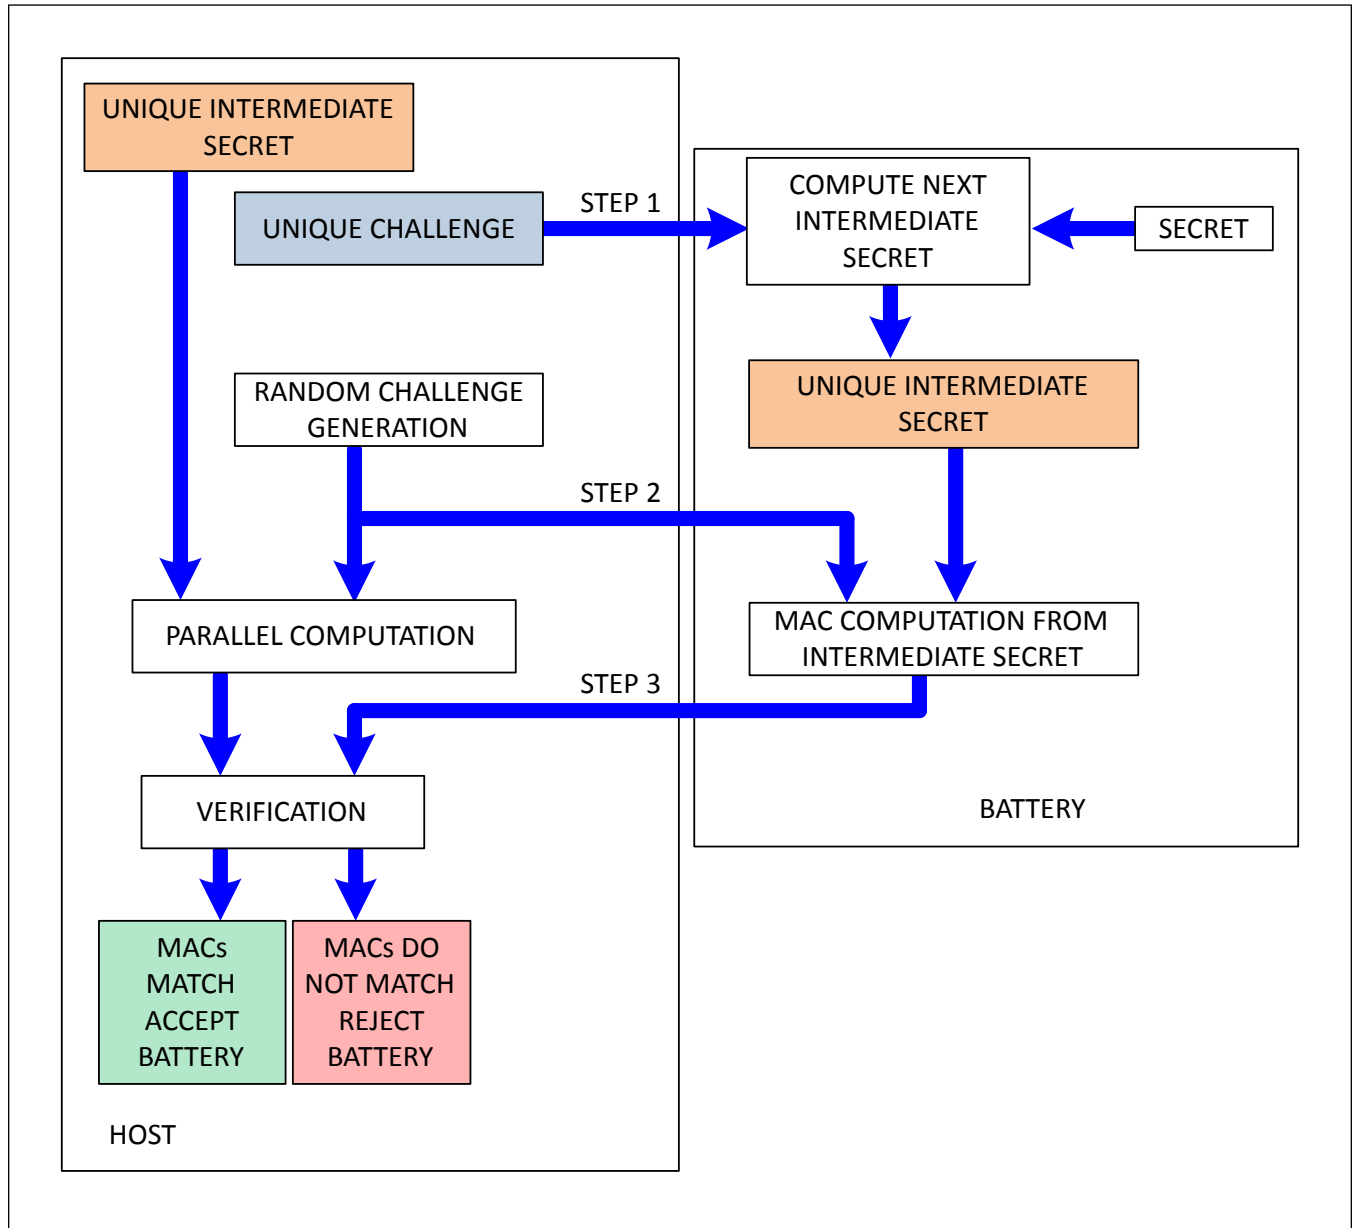 UNIQUE INTERMEDIATE
SECRET
UNIQUE CHALLENGE
STEP 1
COMPUTE NEXT
INTERMEDIATE
SECRET
SECRET
UNIQUE INTERMEDIATE
SECRET
RANDOM CHALLENGE
GENERATION
STEP 2
PARALLEL COMPUTATION
MAC COMPUTATION FROM
INTERMEDIATE SECRET
STEP 3
VERIFICATION
BATTERY
MACs
MATCH
ACCEPT
BATTERY
MACs DO
NOT MATCH
REJECT
BATTERY
HOST